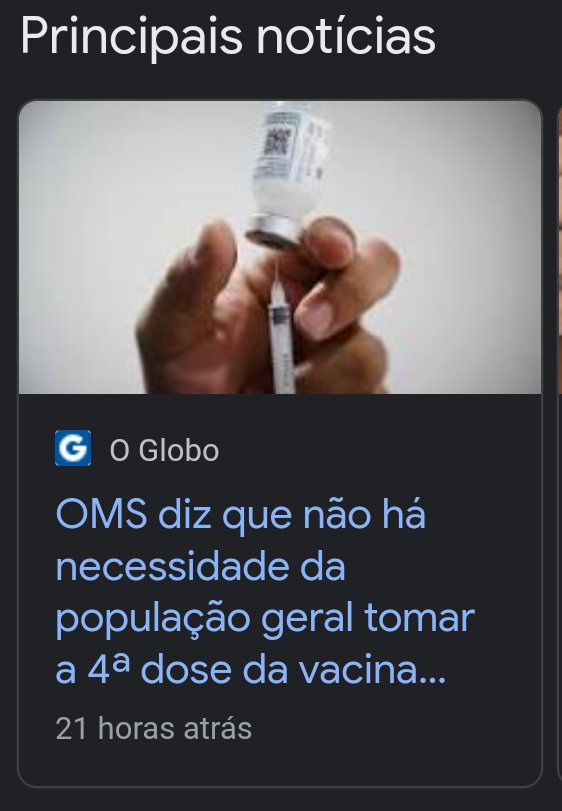 Principais notícias
G O Globo
OMS diz que não há
necessidade da
população geral tomar
a 4ª dose da vacina...
21 horas atrás